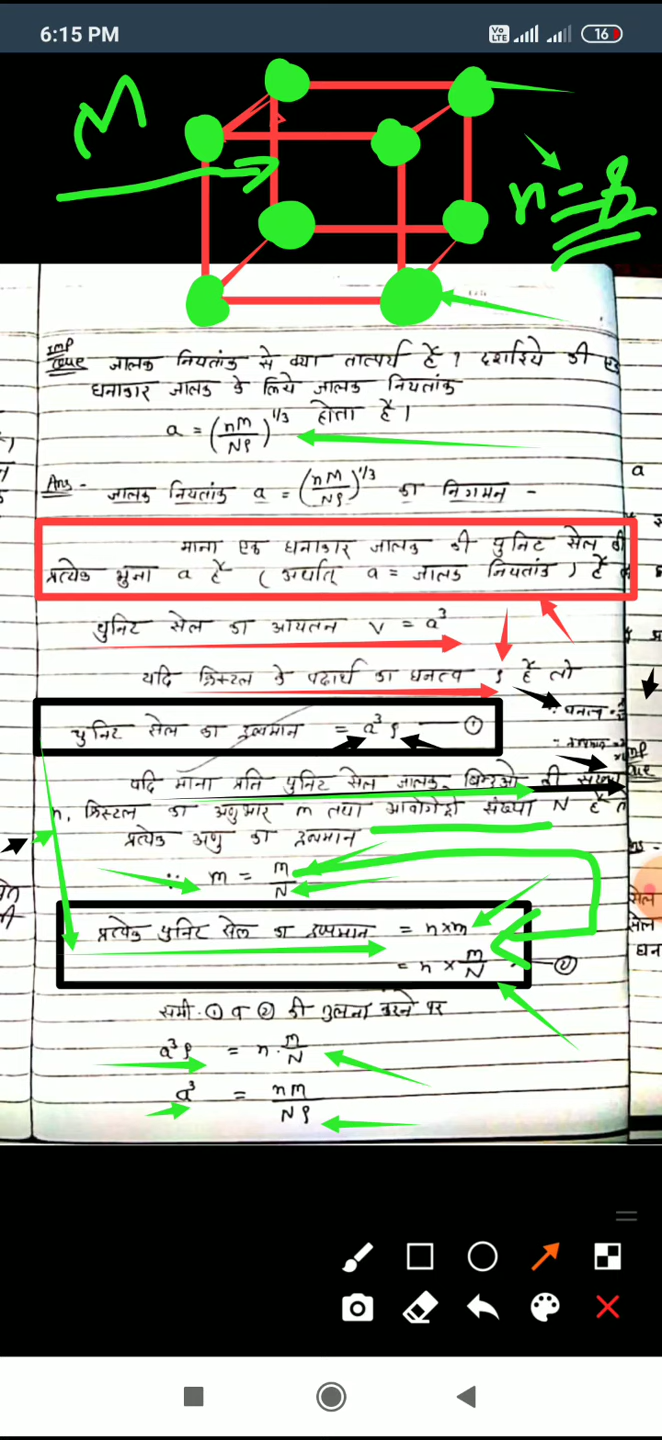 6:15 PM
Vo LTE
16
M
n = 8
Imp
Que जालक नियतांक से क्या तात्पर्य है। दर्शाइये की
घनाकार जालक के लिये जालक नियतांक
a = (nM/Nρ)^1/3 होता है।
Ans - जालक नियतांक a = (nM/Nρ)^1/3 का निगमन -
माना एक घनाकार जालक की युनिट सेल की
प्रत्येक भुजा a है ( अर्थात् a = जालक नियतांक ) है
युनिट सेल का आयतन V = a³
यदि क्रिस्टल के पदार्थ का घनत्व ρ है तो
युनिट सेल का द्रव्यमान = a³ρ — ①
यदि माना प्रति युनिट सेल जालक बिन्दुओ की संख्या
n, क्रिस्टल का अणुभार m तथा आवोगेद्रो संख्या N है
प्रत्येक अणु का द्रव्यमान
∴ m = m/N
प्रत्येक युनिट सेल का द्रव्यमान = n×m
= n × m/N — ②
समी. ① व ② की तुलना करने पर
a³ρ = n.m/N
a³ = nm/Nρ